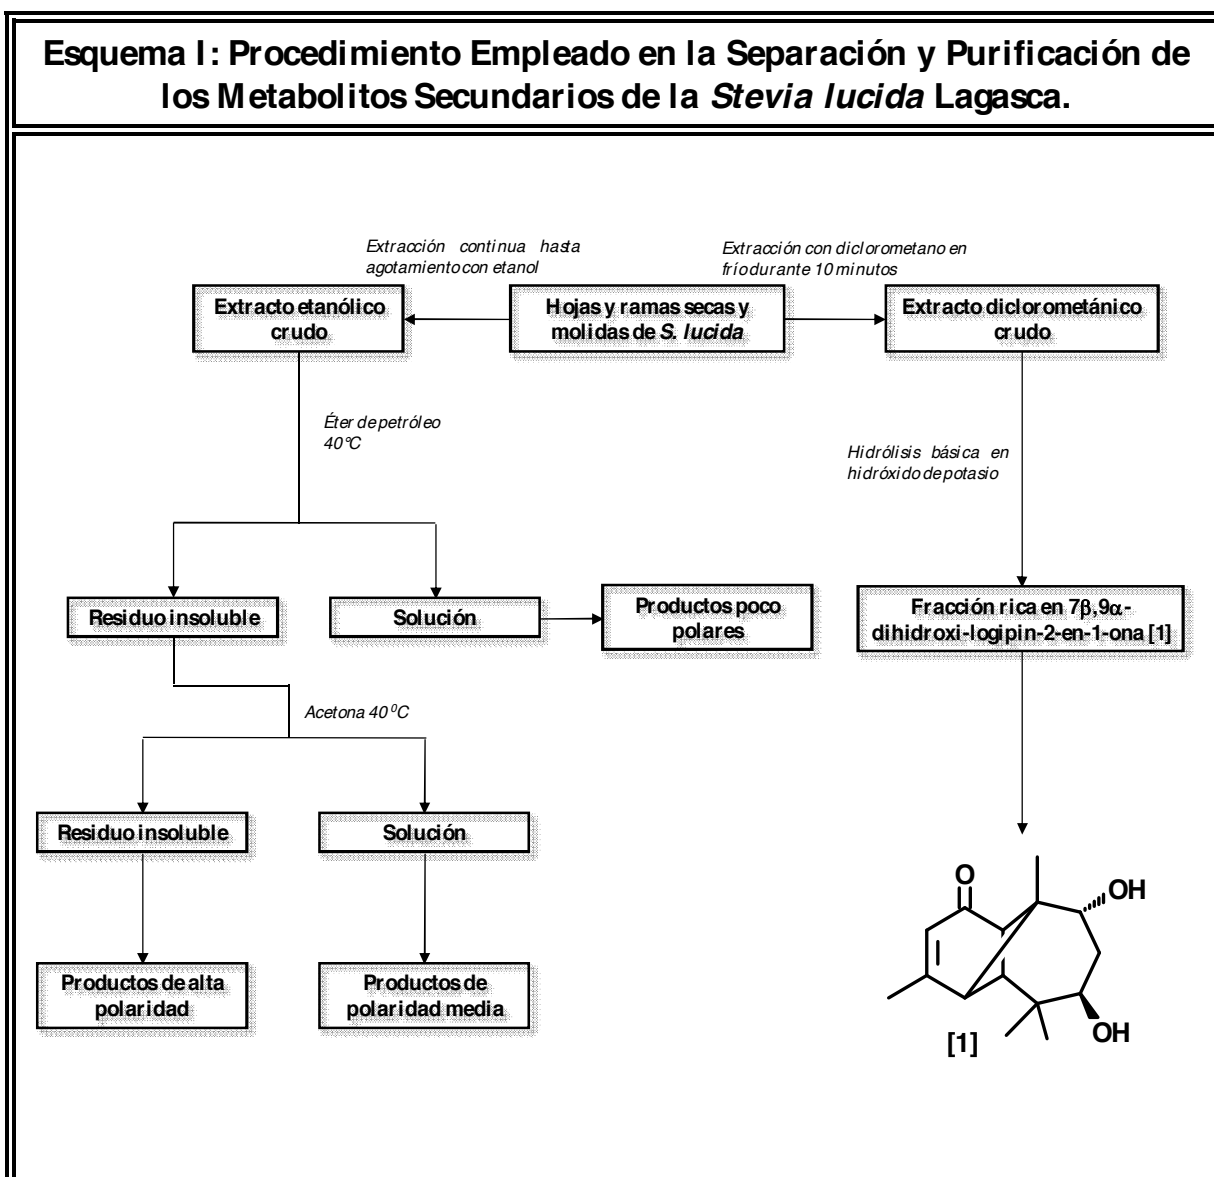 Esquema I: Procedimiento Empleado en la Separación y Purificación de
los Metabolitos Secundarios de la Stevia lucida Lagasca.
Extracción continua hasta
agotamiento con etanol
Extracción con diclorometano en
frío durante 10 minutos
Extracto etanólico
crudo
Hojas y ramas secas y
molidas de S. lucida
Extracto diclorometánico
crudo
Éter de petróleo
40°C
Hidrólisis básica en
hidróxido de potasio
Residuo insoluble
Solución
Productos poco
polares
Fracción rica en 7β,9α-
dihidroxi-logipin-2-en-1-ona [1]
Acetona 40⁰C
Residuo insoluble
Solución
O
OH
Productos de alta
polaridad
Productos de
polaridad media
OH
[1]